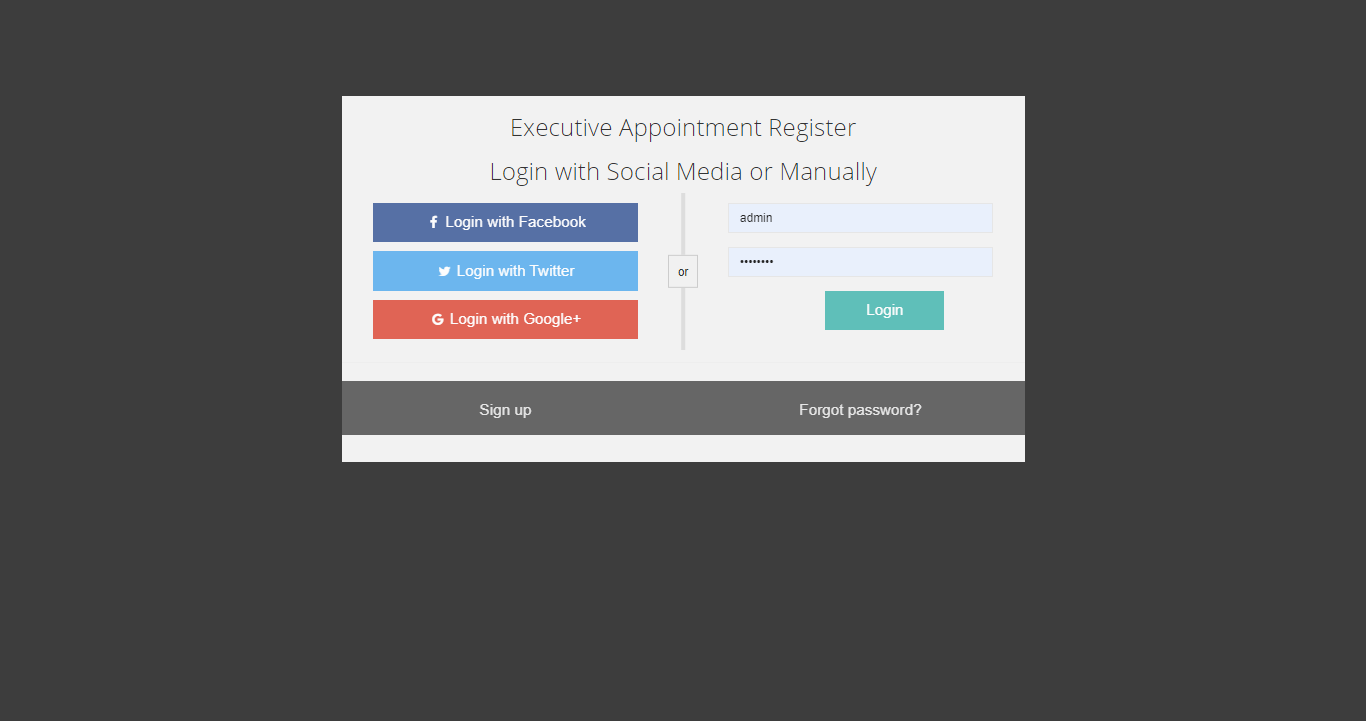 Executive Appointment Register
Login with Social Media or Manually
Login with Facebook
Login with Twitter
Login with Google+
or
admin
••••••••
Login
Sign up
Forgot password?